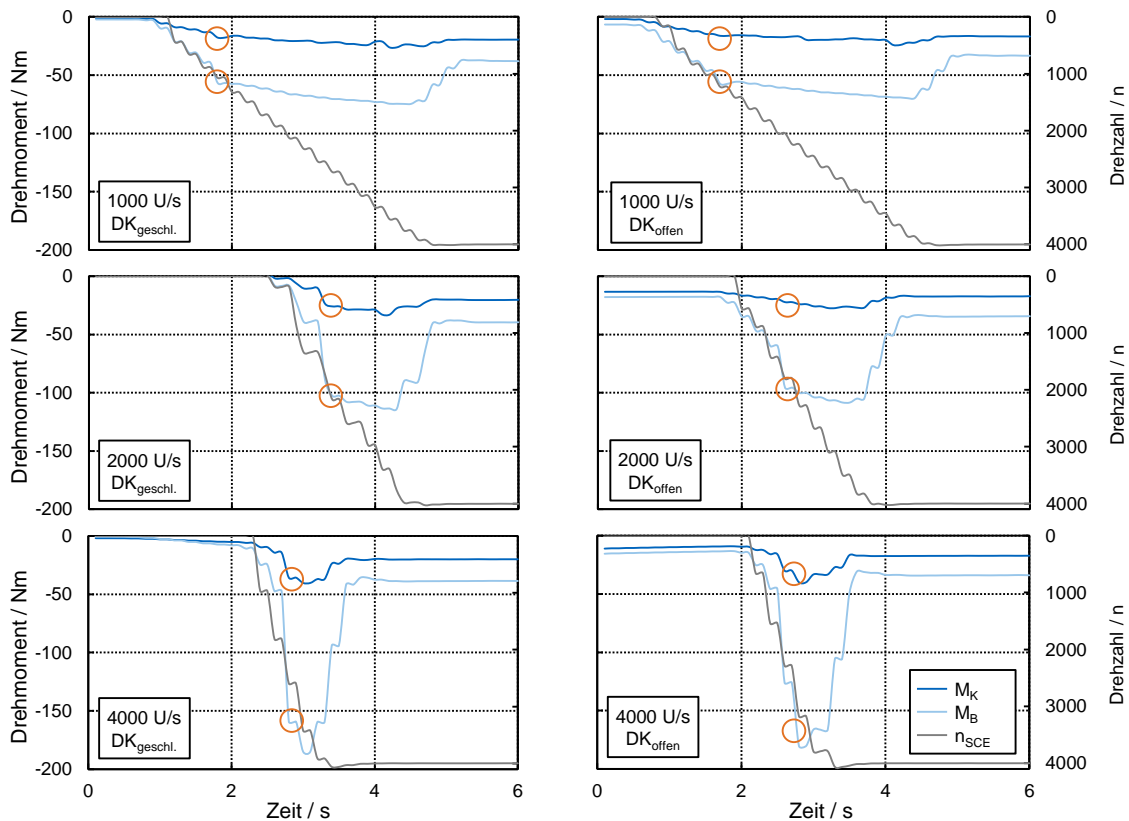 0
-50
-100
-150
-200
Drehmoment / Nm
1000 U/s
DKgeschl.
1000 U/s
DKoffen
0
1000
2000
3000
4000
Drehzahl / n
0
-50
-100
-150
-200
Drehmoment / Nm
2000 U/s
DKgeschl.
2000 U/s
DKoffen
0
1000
2000
3000
4000
Drehzahl / n
0
-50
-100
-150
-200
Drehmoment / Nm
4000 U/s
DKgeschl.
4000 U/s
DKoffen
MK
MB
nSCE
0
1000
2000
3000
4000
Drehzahl / n
0 2 4 6
Zeit / s
0 2 4 6
Zeit / s